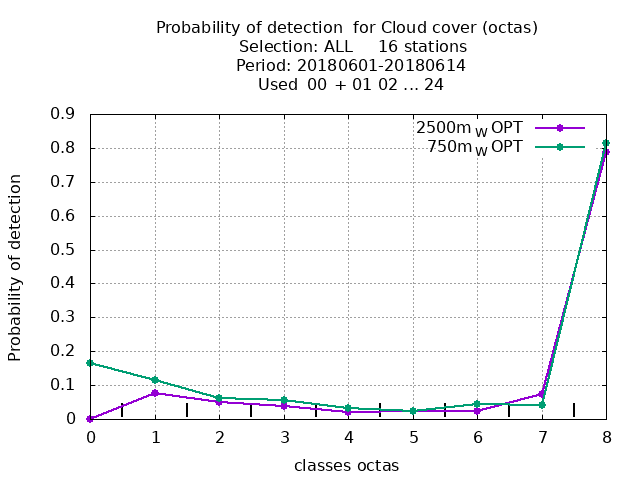 Probability of detection  for Cloud cover (octas)
Selection: ALL     16 stations
Period: 20180601-20180614
Used  00  + 01 02 ... 24
2500m W OPT
750m W OPT
0.9
0.8
0.7
0.6
0.5
0.4
0.3
0.2
0.1
0
Probability of detection
0 1 2 3 4 5 6 7 8
classes octas